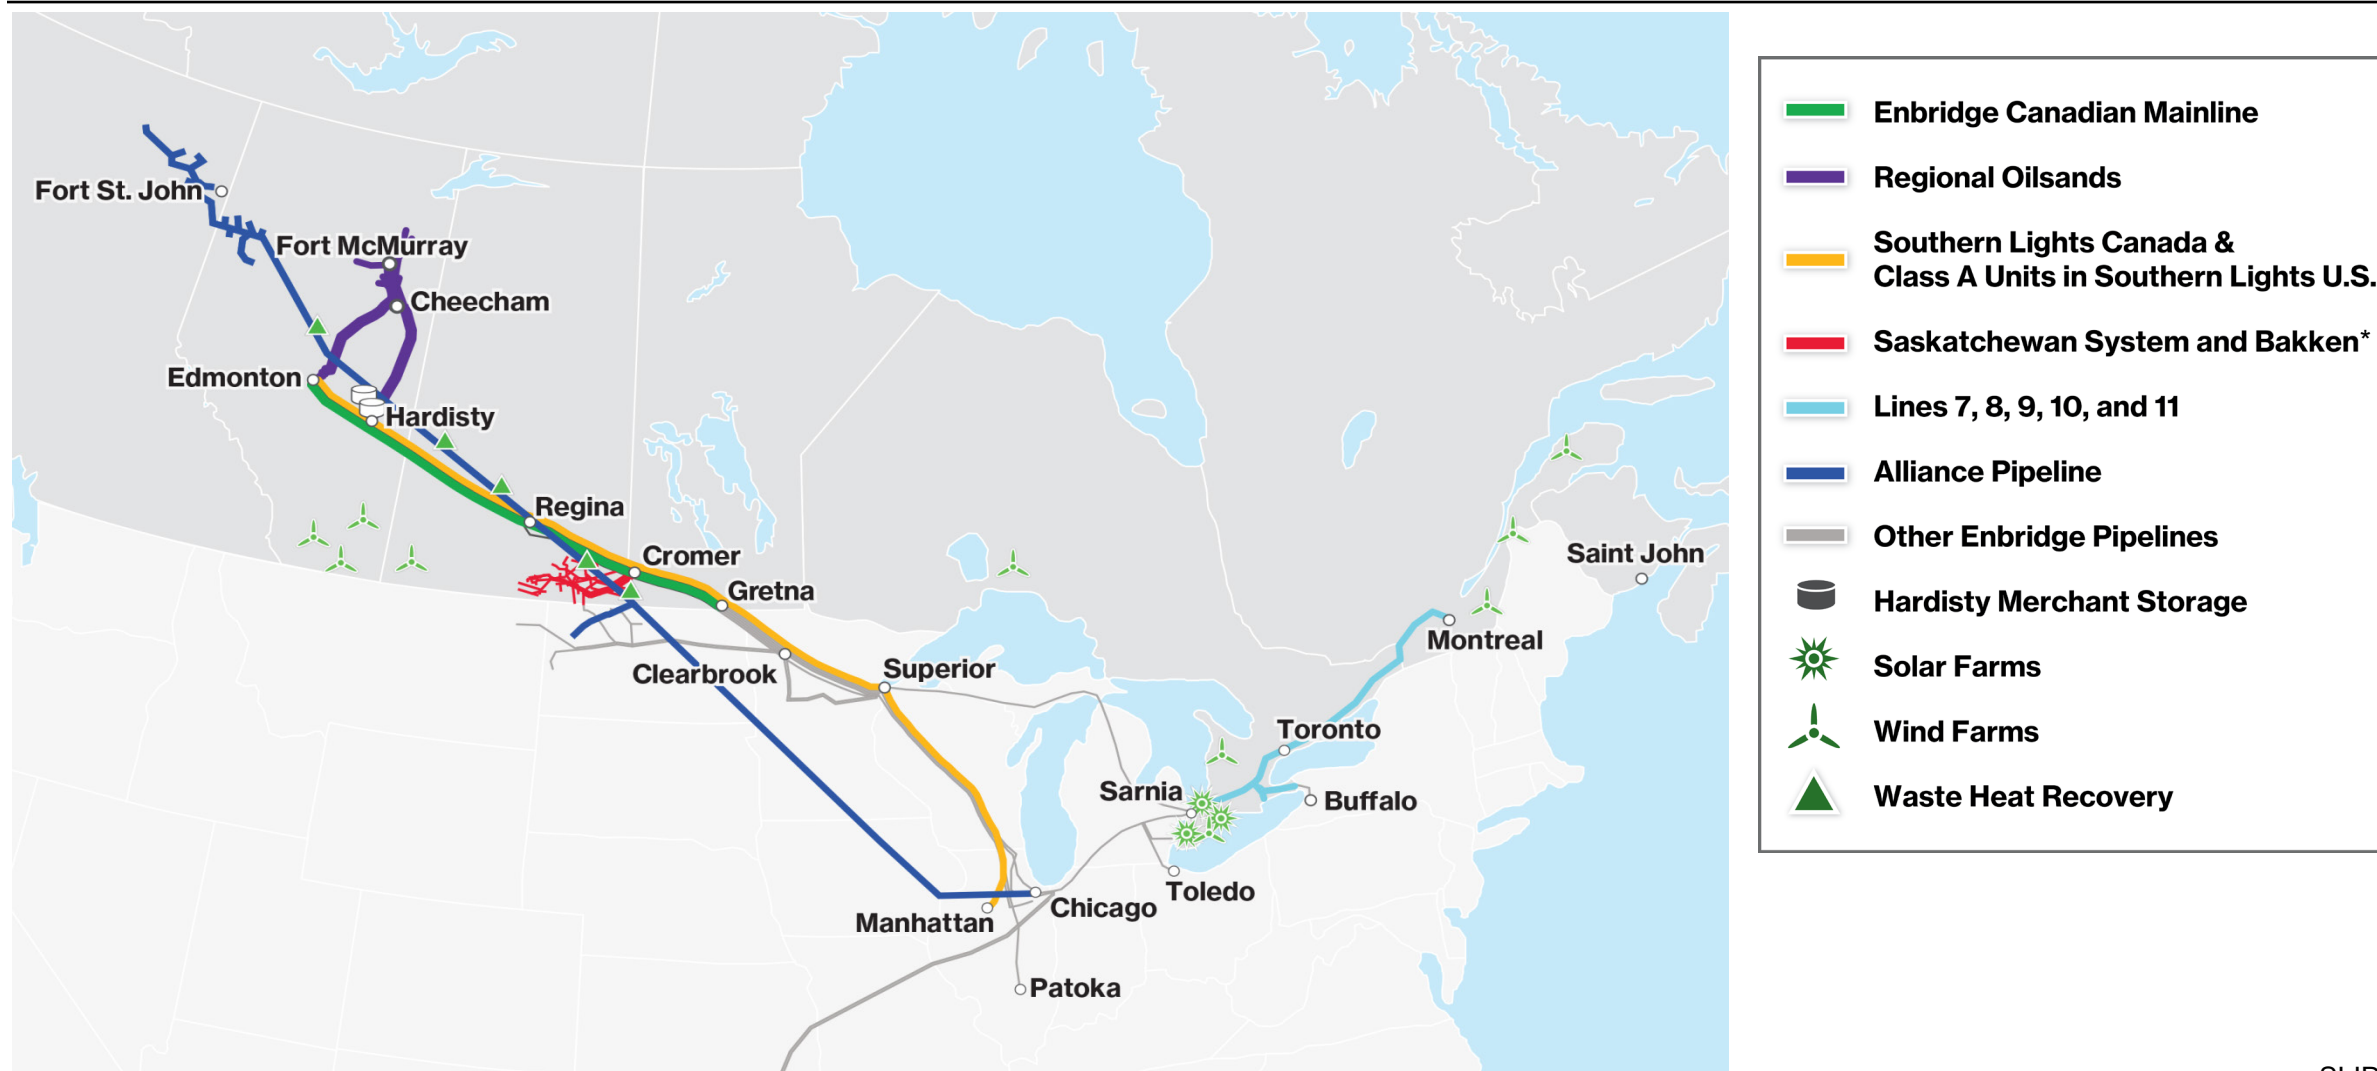 Fort St. John
Fort McMurray
Cheecham
Edmonton
Hardisty
Regina
Cromer
Gretna
Clearbrook
Superior
Saint John
Montreal
Toronto
Sarnia
Buffalo
Toledo
Chicago
Manhattan
Patoka
Enbridge Canadian Mainline
Regional Oilsands
Southern Lights Canada &
Class A Units in Southern Lights U.S.
Saskatchewan System and Bakken*
Lines 7, 8, 9, 10, and 11
Alliance Pipeline
Other Enbridge Pipelines
Hardisty Merchant Storage
Solar Farms
Wind Farms
Waste Heat Recovery